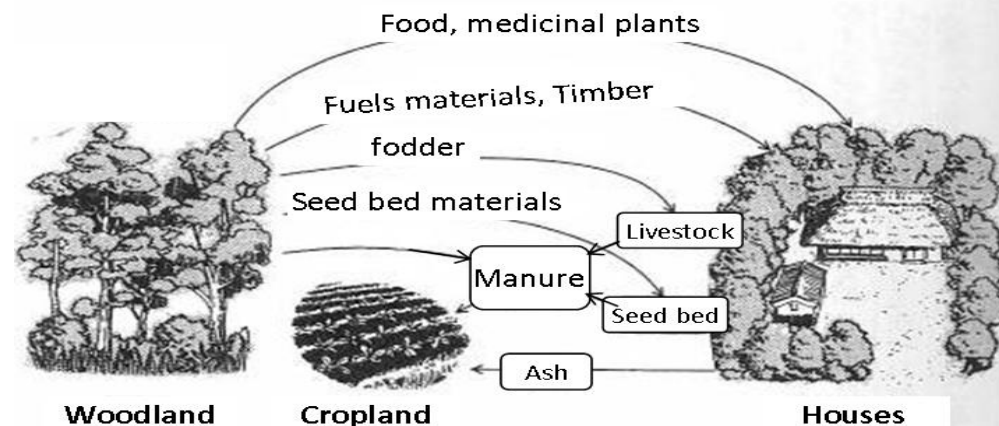 Food, medicinal plants
Fuels materials, Timber
fodder
Seed bed materials
Livestock
Manure
Seed bed
Ash
Woodland
Cropland
Houses